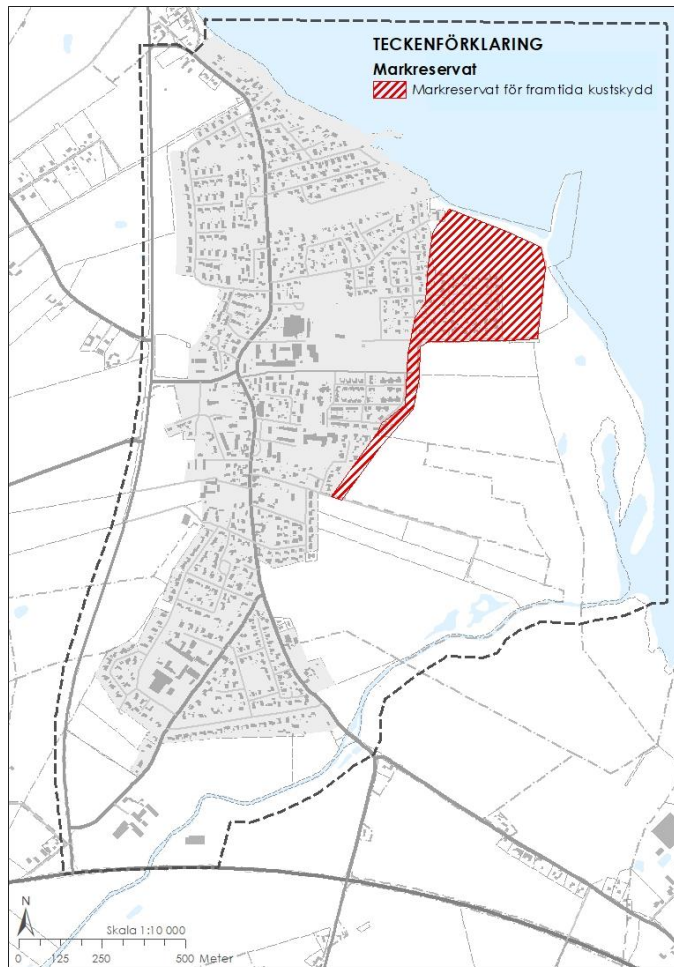 TECKENFÖRKLARING
Markreservat
Markreservat för framtida kustskydd
N
Skala 1:10 000
0 125 250 500 Meter